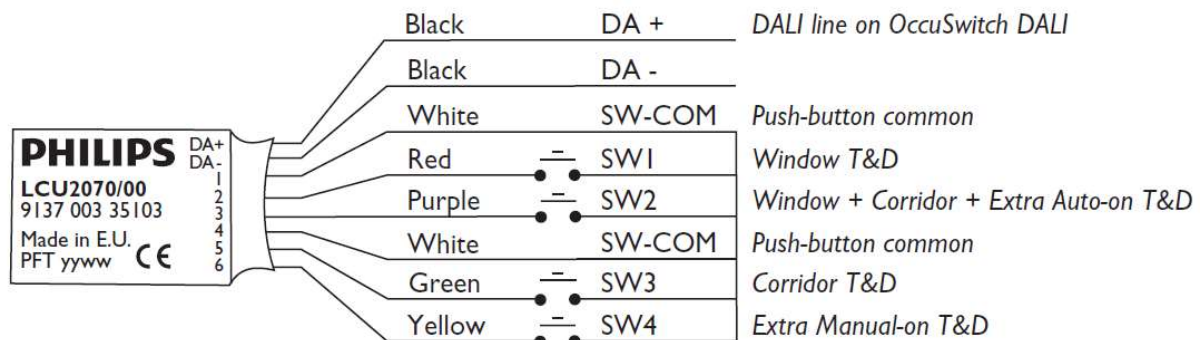 Black DA + DALI line on OccuSwitch DALI
Black DA -
White SW-COM Push-button common
Red SW1 Window T&D
Purple SW2 Window + Corridor + Extra Auto-on T&D
White SW-COM Push-button common
Green SW3 Corridor T&D
Yellow SW4 Extra Manual-on T&D
PHILIPS
LCU2070/00
9137 003 35103
Made in E.U.
PFT yyww CE
DA+
DA-
1
2
3
4
5
6